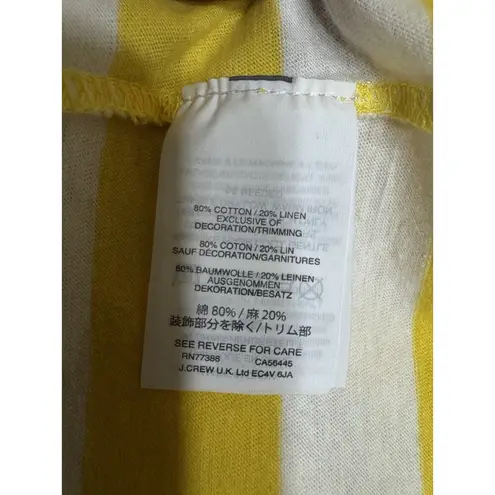 80% COTTON / 20% LINEN
EXCLUSIVE OF
DECORATION/TRIMMING
80% COTON / 20% LIN
SAUF DÉCORATION/GARNITURES
80% BAUMWOLLE / 20% LEINEN
AUSGENOMMEN
DEKORATION/BESATZ
綿 80% / 麻 20%
装飾部分を除く/トリム部
SEE REVERSE FOR CARE
RN77388 CA56445
J.CREW U.K. Ltd EC4V 6JA